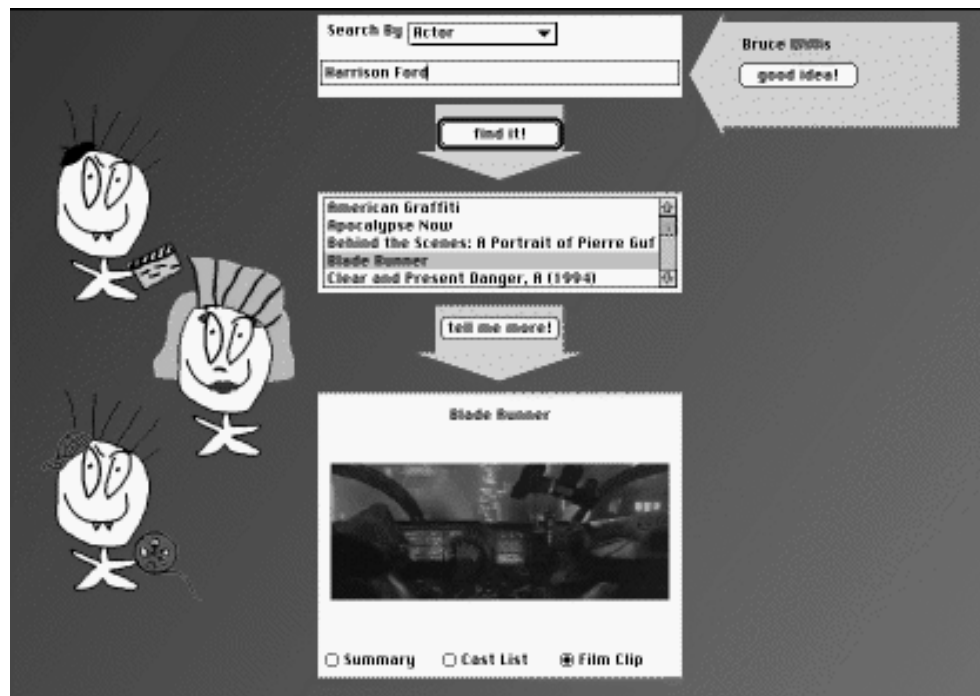 Search By Actor
Harrison Ford
Bruce Willis
good idea!
find it!
American Graffiti
Apocalypse Now
Behind the Scenes: A Portrait of Pierre Guf
Blade Runner
Clear and Present Danger, A (1994)
tell me more!
Blade Runner
Summary
Cast List
Film Clip